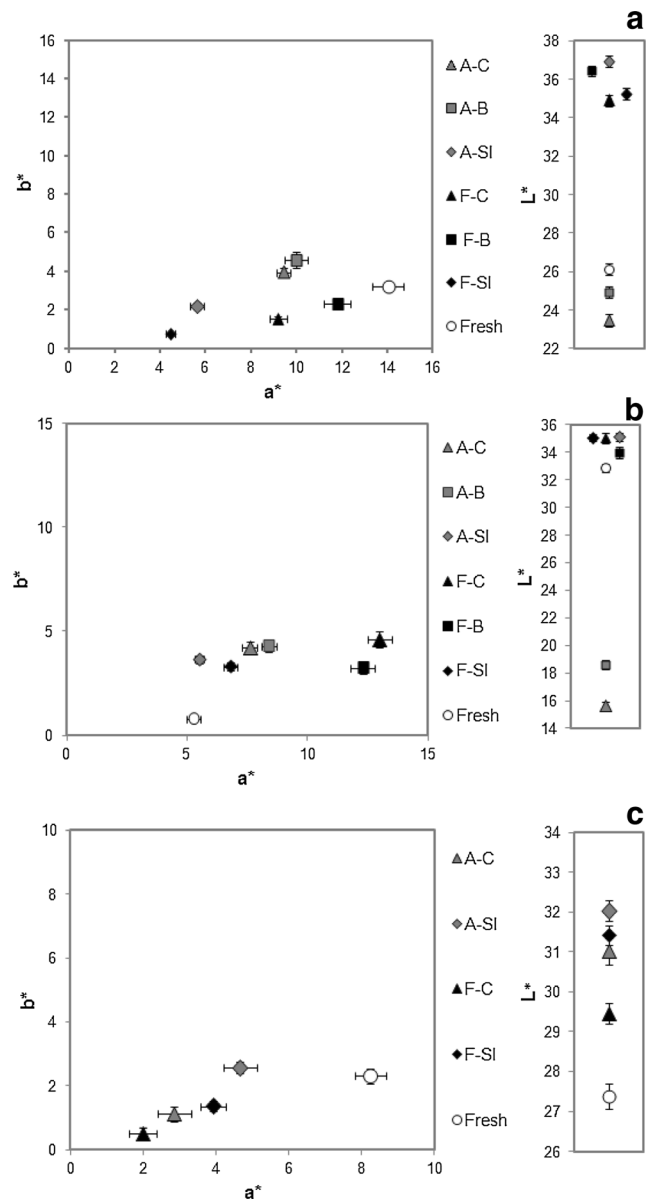 a
16
14
12
10
8
6
4
2
0
b*
0 2 4 6 8 10 12 14 16
a*
A-C
A-B
A-SI
F-C
F-B
F-SI
Fresh
38
36
34
32
30
28
26
24
22
L*
b
15
10
5
0
b*
0 5 10 15
a*
A-C
A-B
A-SI
F-C
F-B
F-SI
Fresh
36
34
32
30
28
26
24
22
20
18
16
14
L*
c
10
8
6
4
2
0
b*
0 2 4 6 8 10
a*
A-C
A-SI
F-C
F-SI
Fresh
34
33
32
31
30
29
28
27
26
L*